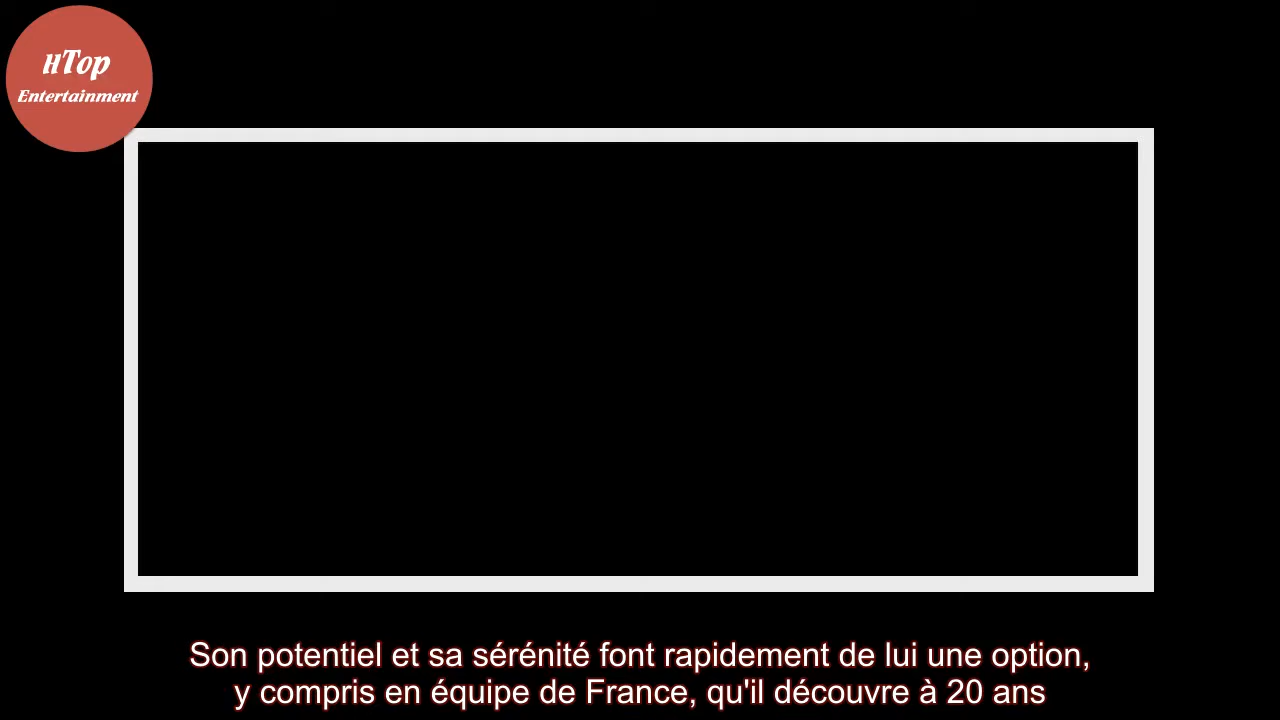 HTop
Entertainment
Son potentiel et sa sérénité font rapidement de lui une option,
y compris en équipe de France, qu'il découvre à 20 ans